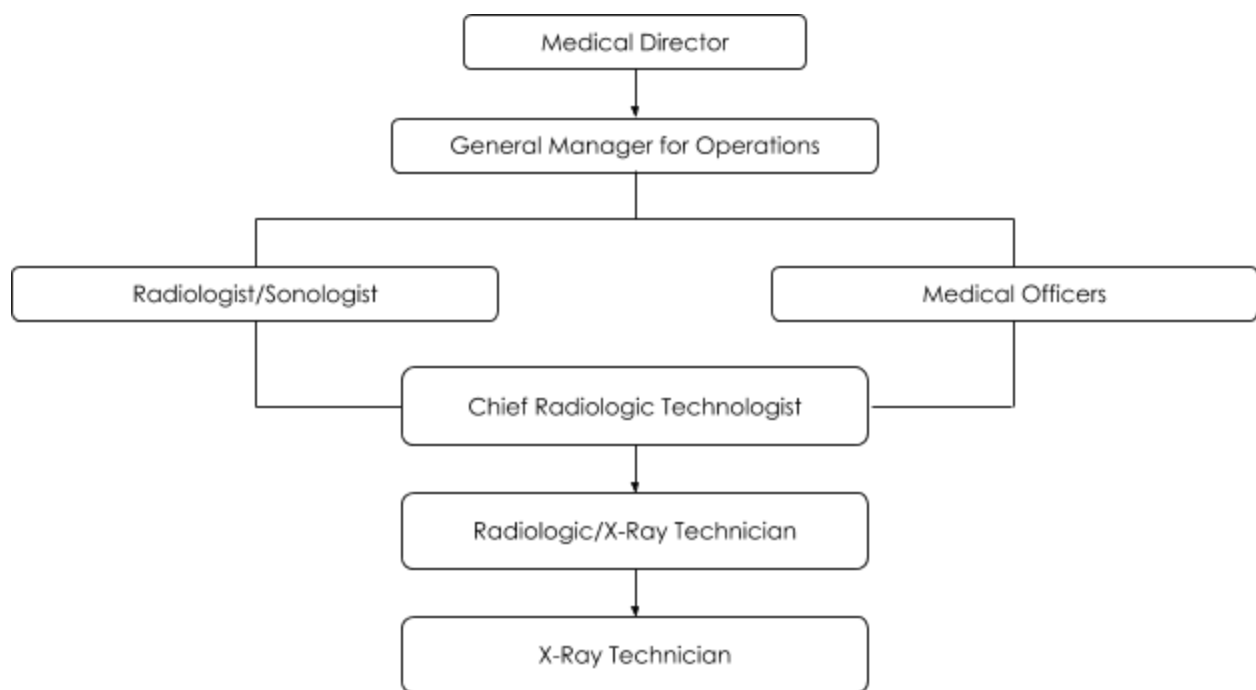 Medical Director
General Manager for Operations
Radiologist/Sonologist
Medical Officers
Chief Radiologic Technologist
Radiologic/X-Ray Technician
X-Ray Technician